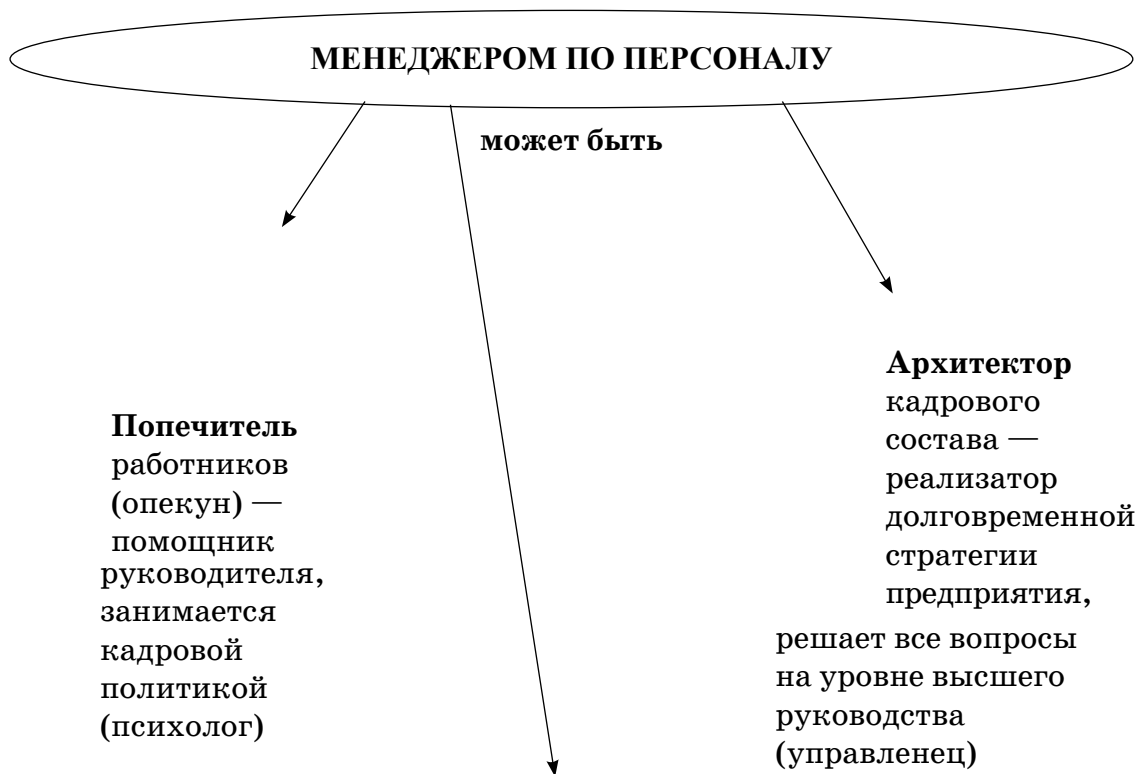 МЕНЕДЖЕРОМ ПО ПЕРСОНАЛУ
может быть
Попечитель
работников
(опекун) —
помощник
руководителя,
занимается
кадровой
политикой
(психолог)
Архитектор
кадрового
состава —
реализатор
долговременной
стратегии
предприятия,
решает все вопросы
на уровне высшего
руководства
(управленец)